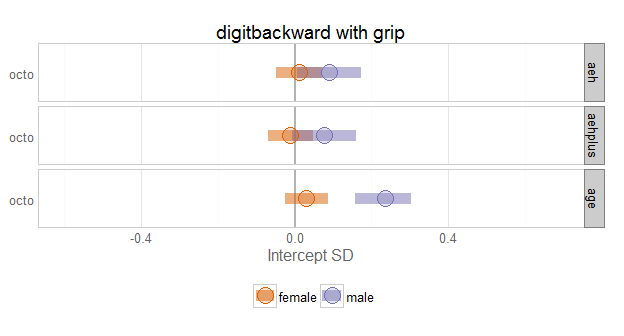 digitbackward with grip
octo
aeh
octo
aehplus
octo
age
-0.4 0.0 0.4
Intercept SD
female male